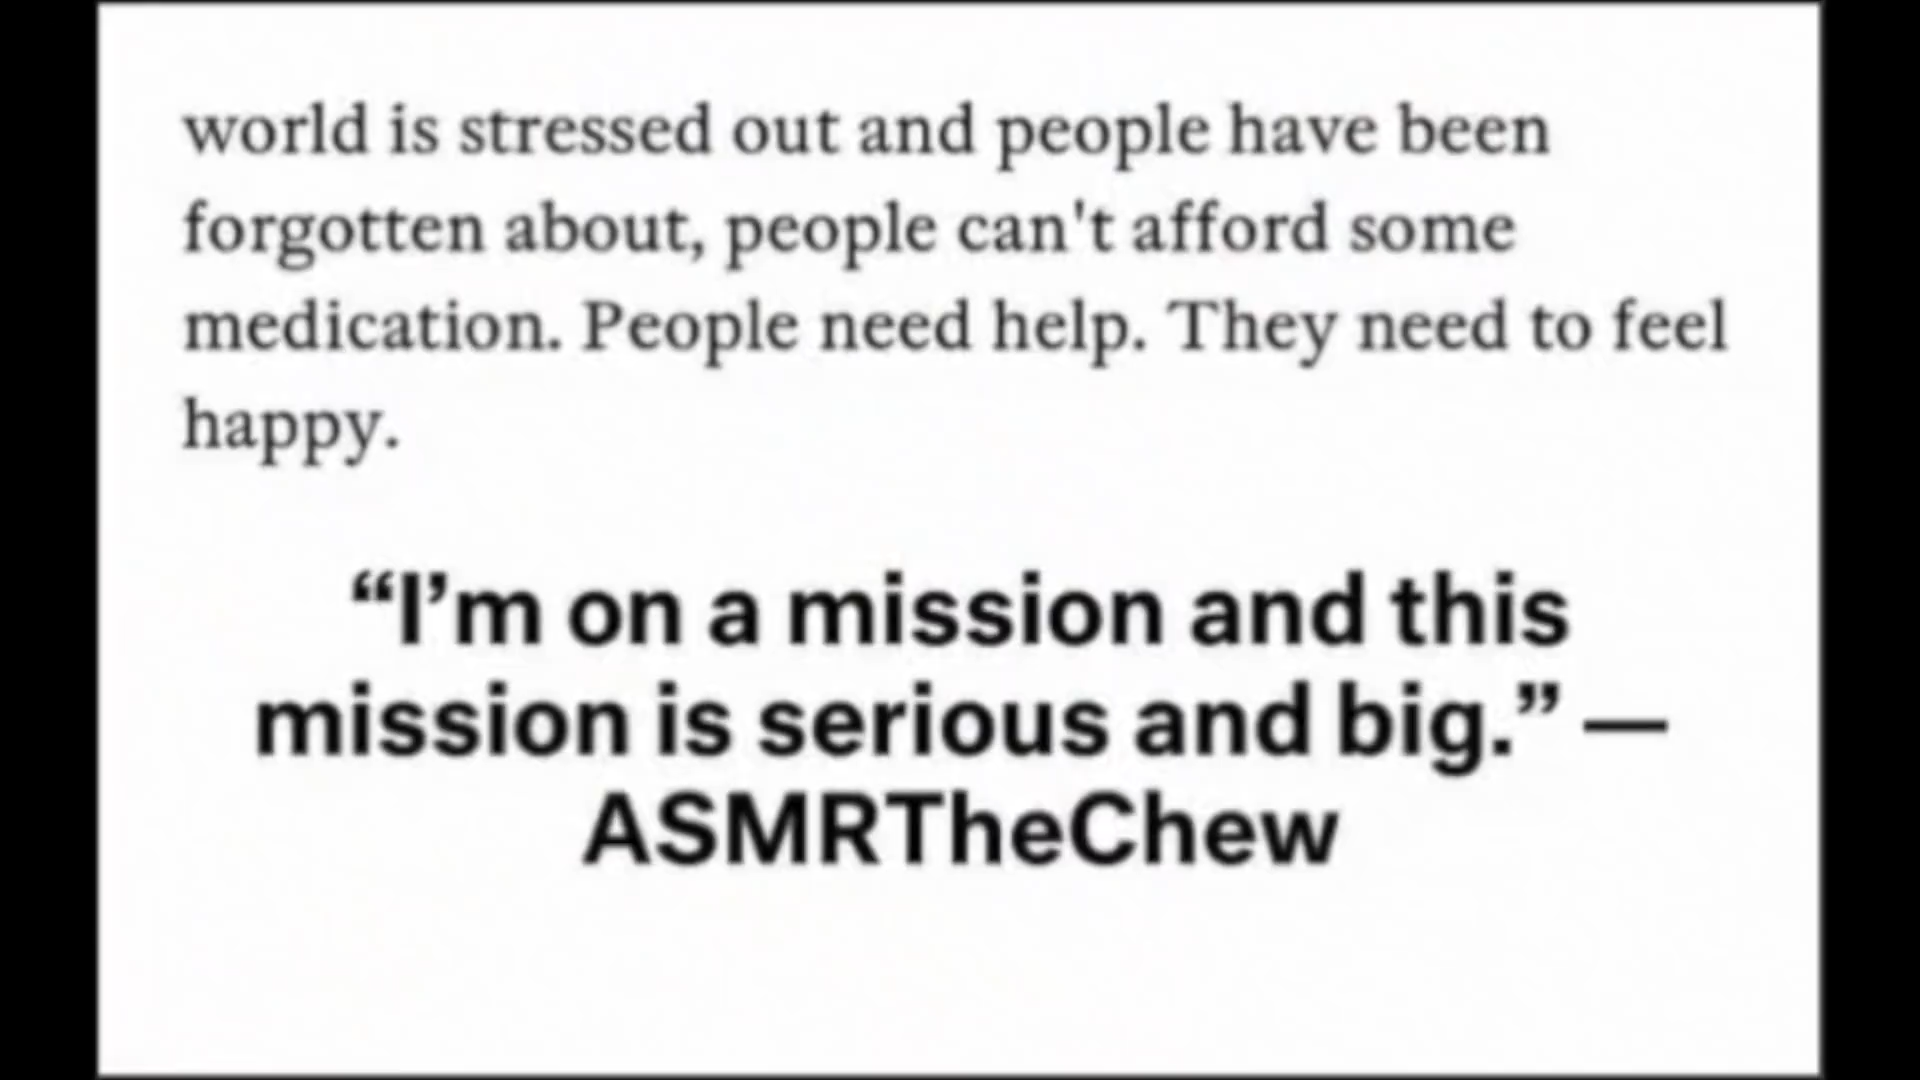 world is stressed out and people have been
forgotten about, people can't afford some
medication. People need help. They need to feel
happy.
“I’m on a mission and this
mission is serious and big.” —
ASMRTheChew